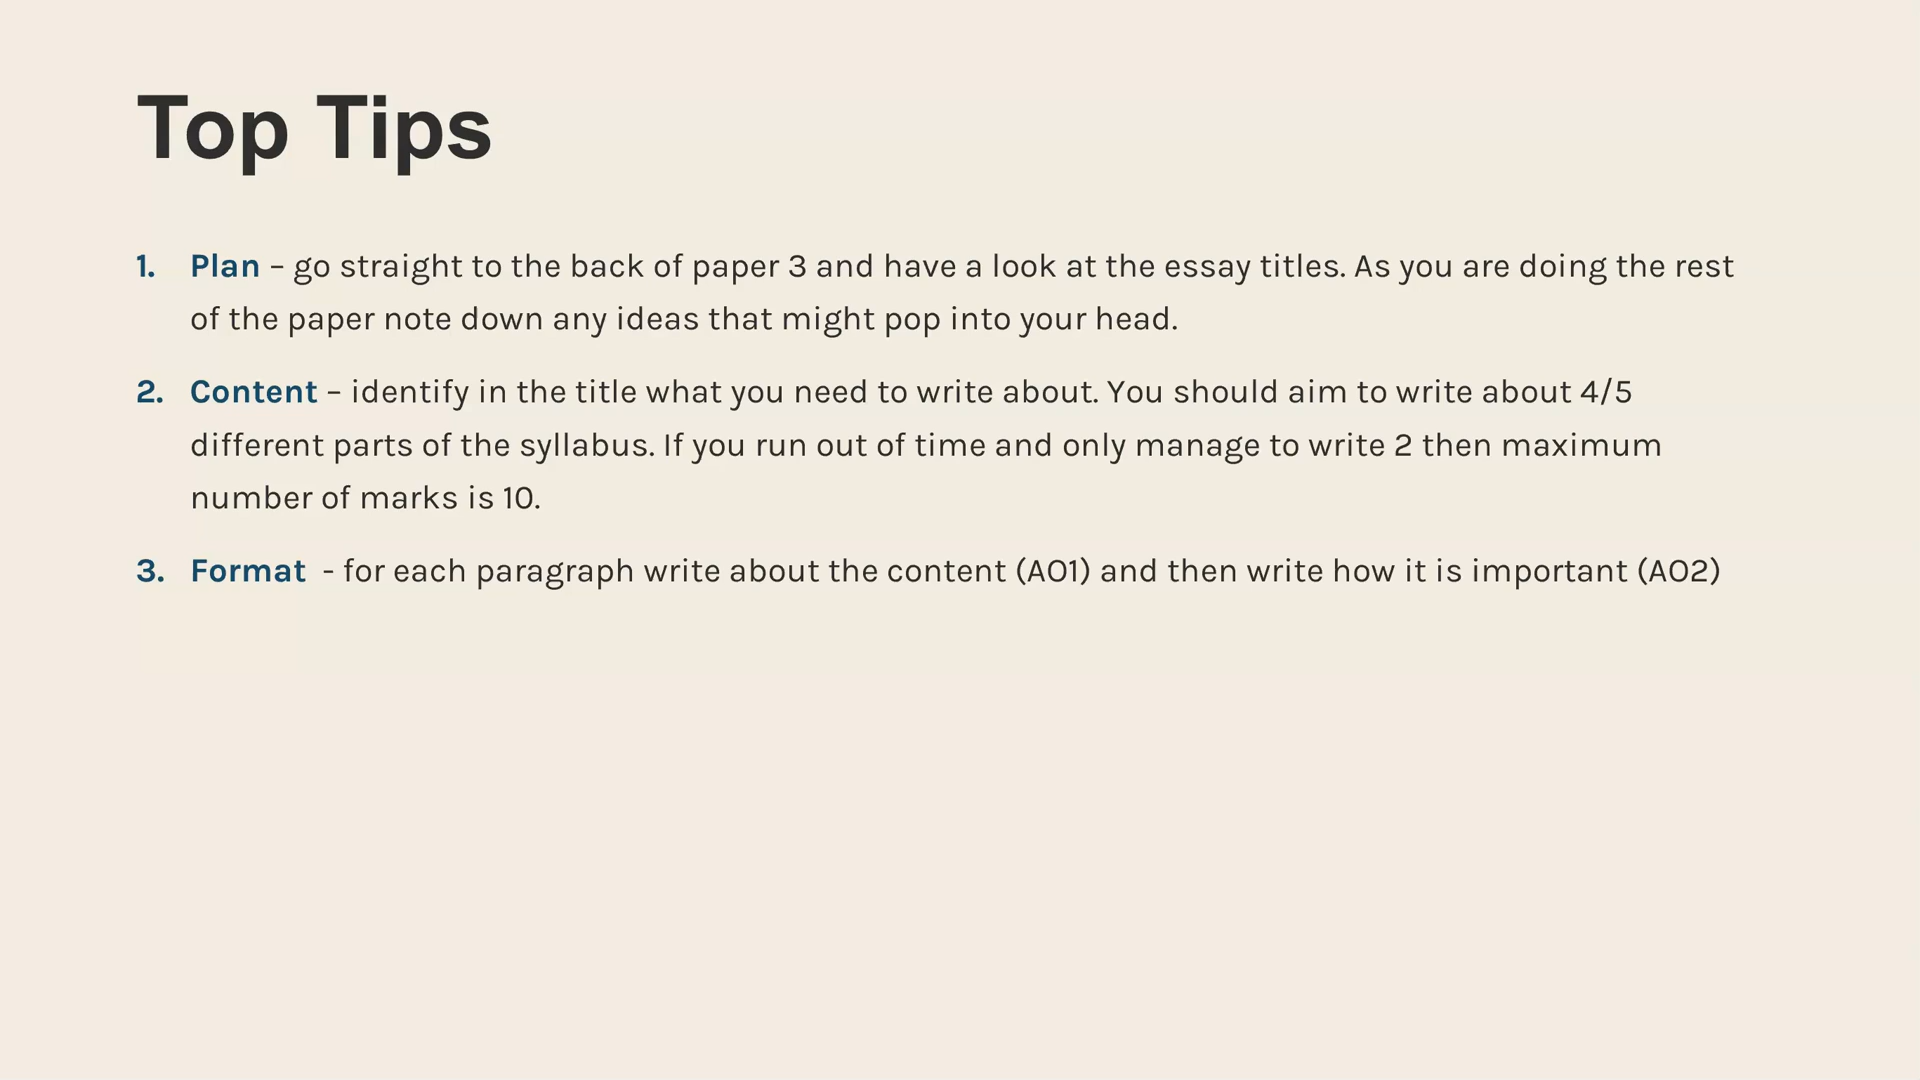 Top Tips
1. Plan – go straight to the back of paper 3 and have a look at the essay titles. As you are doing the rest
of the paper note down any ideas that might pop into your head.
2. Content – identify in the title what you need to write about. You should aim to write about 4/5
different parts of the syllabus. If you run out of time and only manage to write 2 then maximum
number of marks is 10.
3. Format - for each paragraph write about the content (AO1) and then write how it is important (AO2)